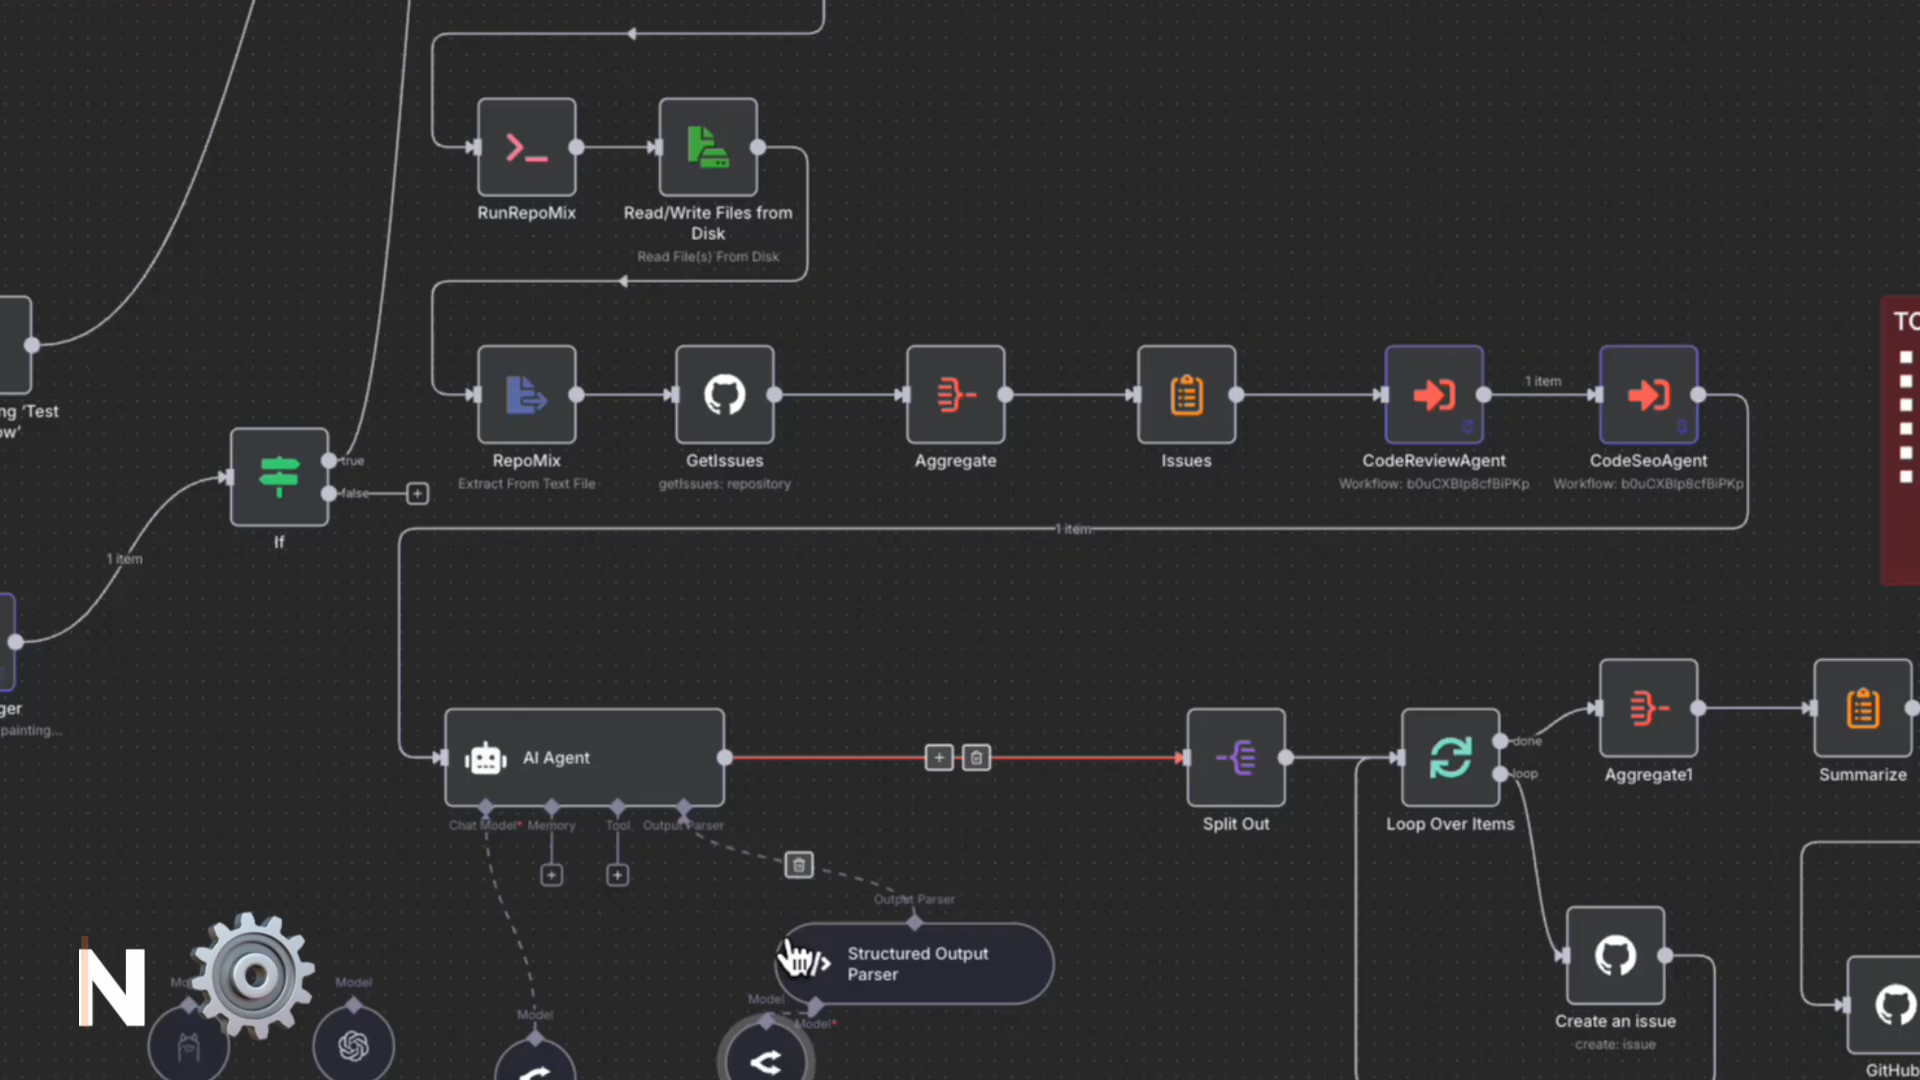 RunRepoMix
Read/Write Files from
Disk
Read File(s) From Disk
TO
ng 'Test
ow'
true
false
If
1 item
RepoMix
Extract From Text File
GetIssues
getIssues: repository
Aggregate
Issues
CodeReviewAgent
Workflow: b0uCXBIp8cfBiPKp
1 item
CodeSeoAgent
Workflow: b0uCXBIp8cfBiPKp
1 item
ger
painting...
AI Agent
Chat Model*
Memory
Tool
Output Parser
Split Out
Loop Over Items
done
loop
Aggregate1
Summarize
Output Parser
Structured Output
Parser
Model
Model*
N
Mo
Model
Model
Create an issue
create: issue
GitHub